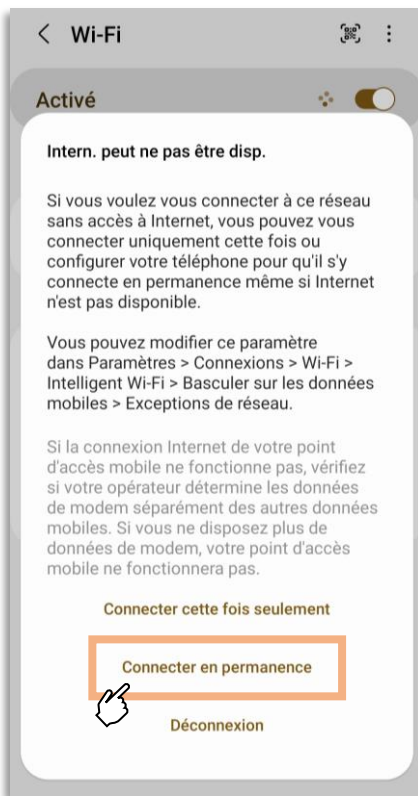 Wi-Fi
Activé
Intern. peut ne pas être disp.
Si vous voulez vous connecter à ce réseau
sans accès à Internet, vous pouvez vous
connecter uniquement cette fois ou
configurer votre téléphone pour qu'il s'y
connecte en permanence même si Internet
n'est pas disponible.
Vous pouvez modifier ce paramètre
dans Paramètres > Connexions > Wi-Fi >
Intelligent Wi-Fi > Basculer sur les données
mobiles > Exceptions de réseau.
Si la connexion Internet de votre point
d'accès mobile ne fonctionne pas, vérifiez
si votre opérateur détermine les données
de modem séparément des autres données
mobiles. Si vous ne disposez plus de
données de modem, votre point d'accès
mobile ne fonctionnera pas.
Connecter cette fois seulement
Connecter en permanence
Déconnexion